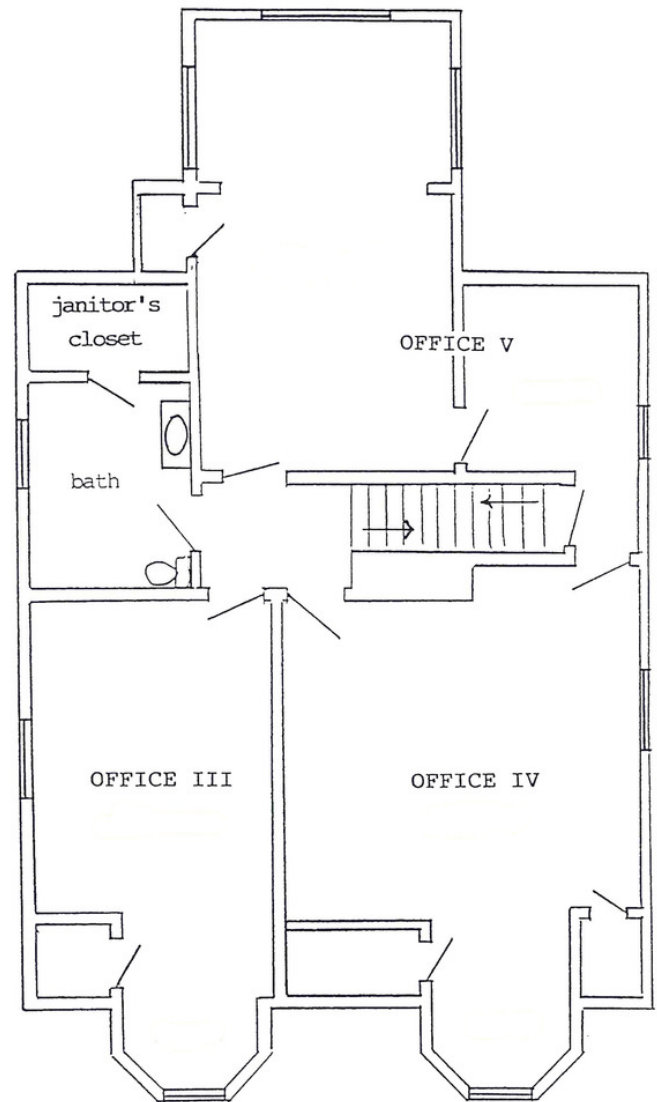 janitor's
closet
OFFICE V
bath
OFFICE III
OFFICE IV